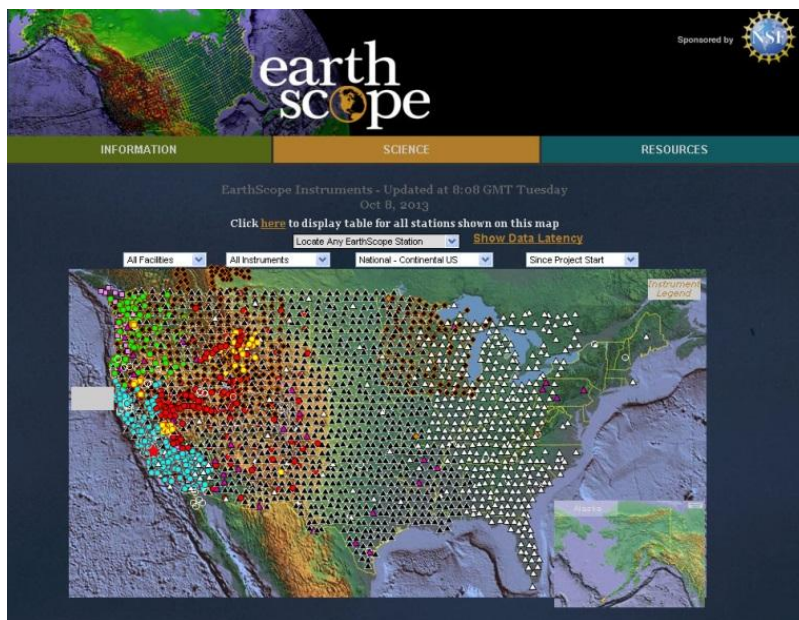 earth
scope
Sponsored by
NSF
INFORMATION SCIENCE RESOURCES
EarthScope Instruments - Updated at 8:08 GMT Tuesday
Oct 8, 2013
Click here to display table for all stations shown on this map
Locate Any EarthScope Station Show Data Latency
All Facilities All Instruments National - Continental US Since Project Start
Instrument
Legend
Alaska